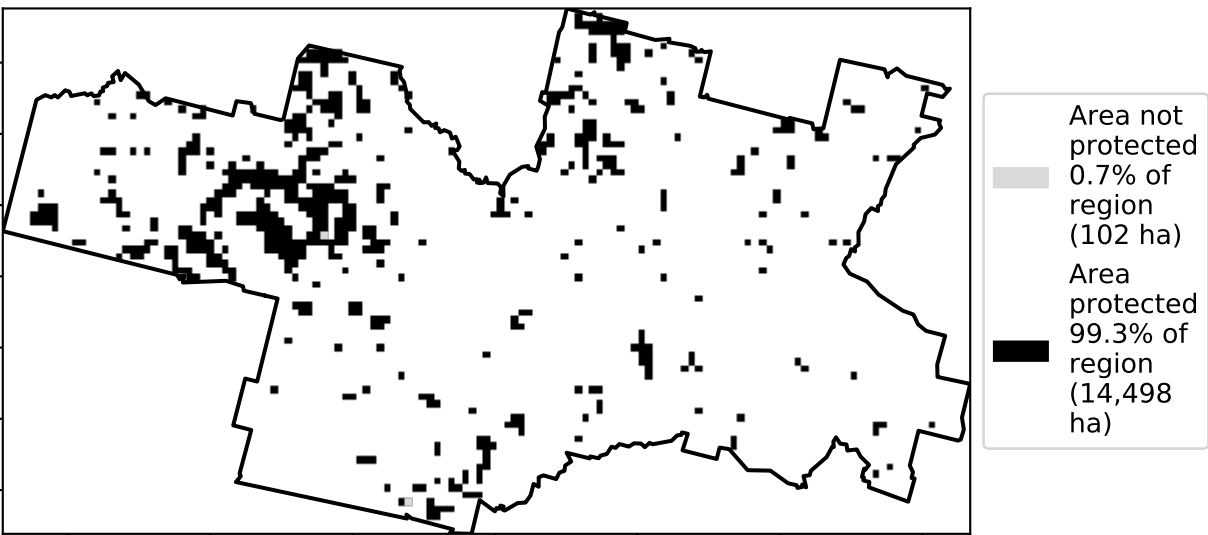 Area not
protected
0.7% of
region
(102 ha)
Area
protected
99.3% of
region
(14,498
ha)